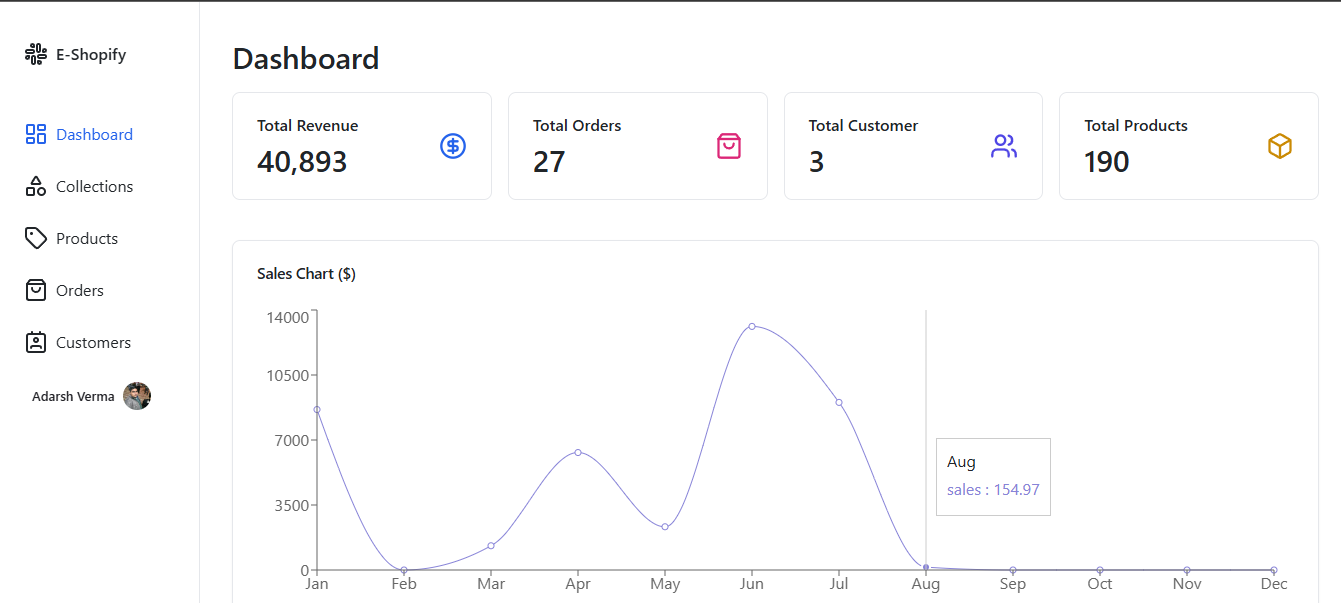 E-Shopify
Dashboard
Collections
Products
Orders
Customers
Adarsh Verma
Dashboard
Total Revenue
40,893
Total Orders
27
Total Customer
3
Total Products
190
Sales Chart ($)
14000
10500
7000
3500
0
Jan Feb Mar Apr May Jun Jul Aug Sep Oct Nov Dec
Aug
sales : 154.97